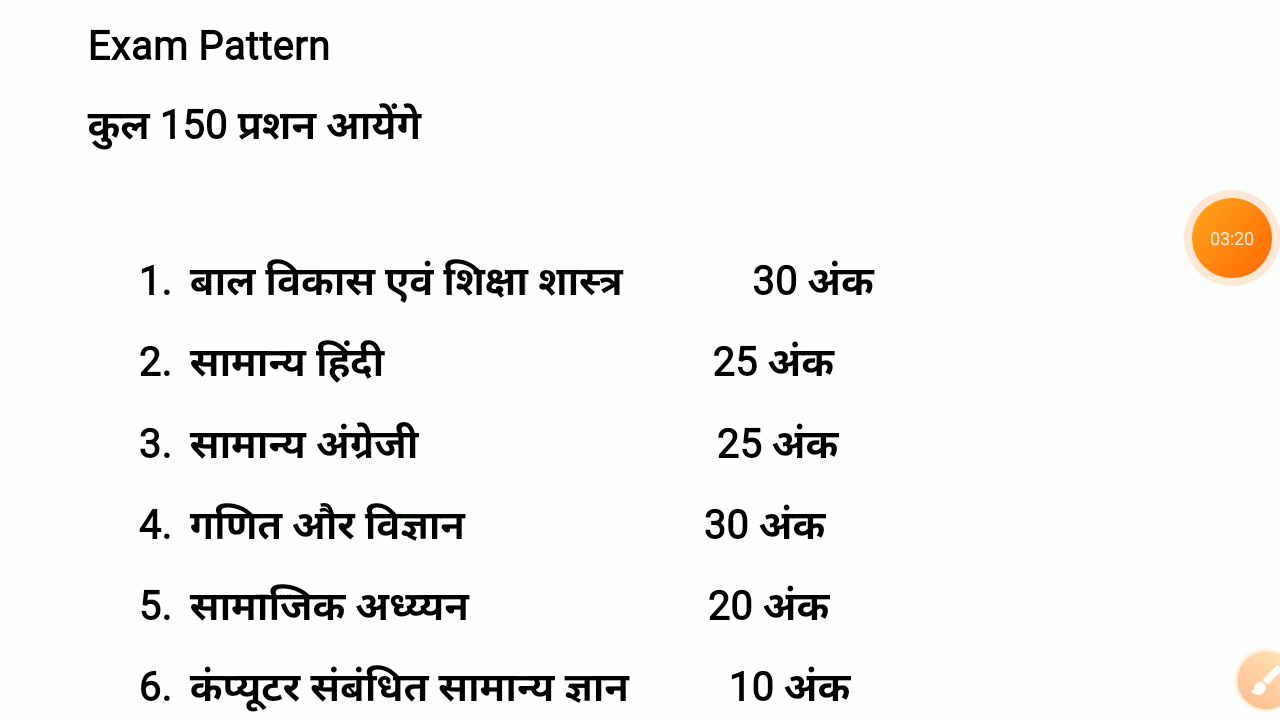 Exam Pattern
कुल 150 प्रशन आयेंगे
1. बाल विकास एवं शिक्षा शास्त्र 30 अंक
03:20
2. सामान्य हिंदी 25 अंक
3. सामान्य अंग्रेजी 25 अंक
4. गणित और विज्ञान 30 अंक
5. सामाजिक अध्य्यन 20 अंक
6. कंप्यूटर संबंधित सामान्य ज्ञान 10 अंक